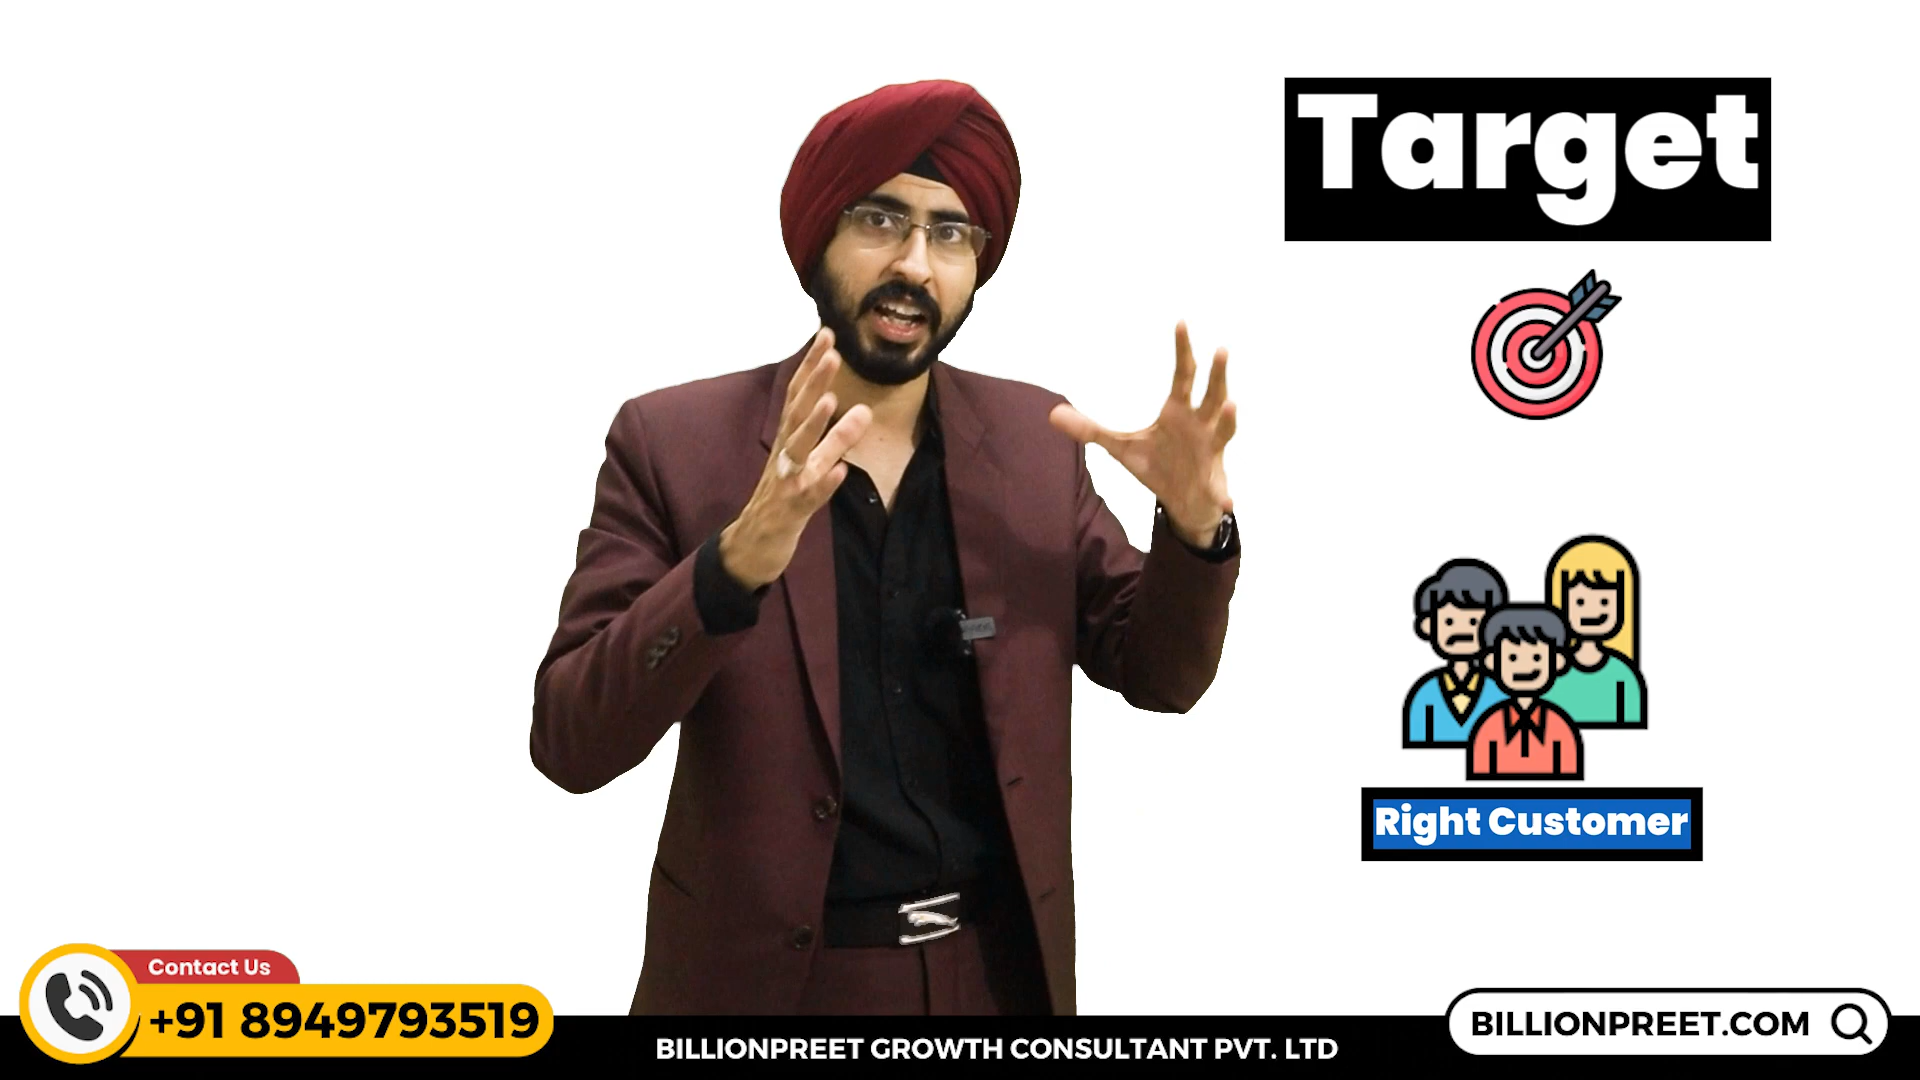 Target
Right Customer
Contact Us
+91 8949793519
BILLIONPREET GROWTH CONSULTANT PVT. LTD
BILLIONPREET.COM